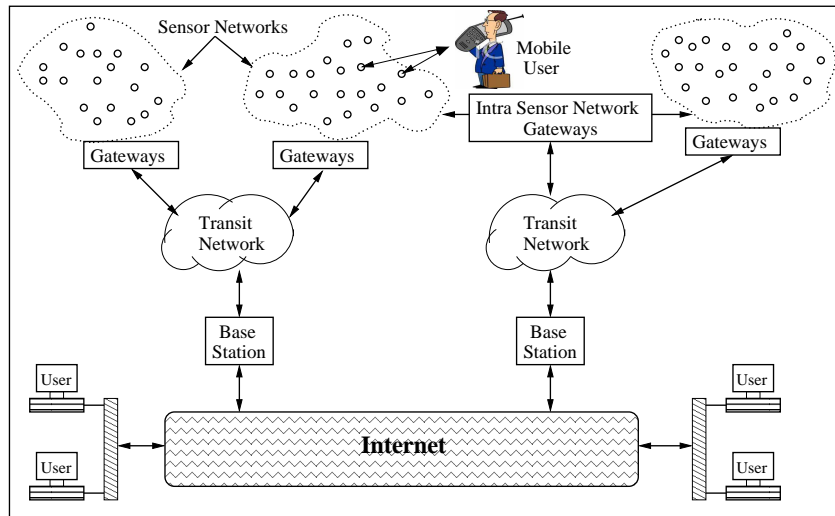 Sensor Networks
Mobile
User
Intra Sensor Network
Gateways
Gateways
Gateways
Gateways
Transit
Network
Transit
Network
Base
Station
Base
Station
User
User
Internet
User
User